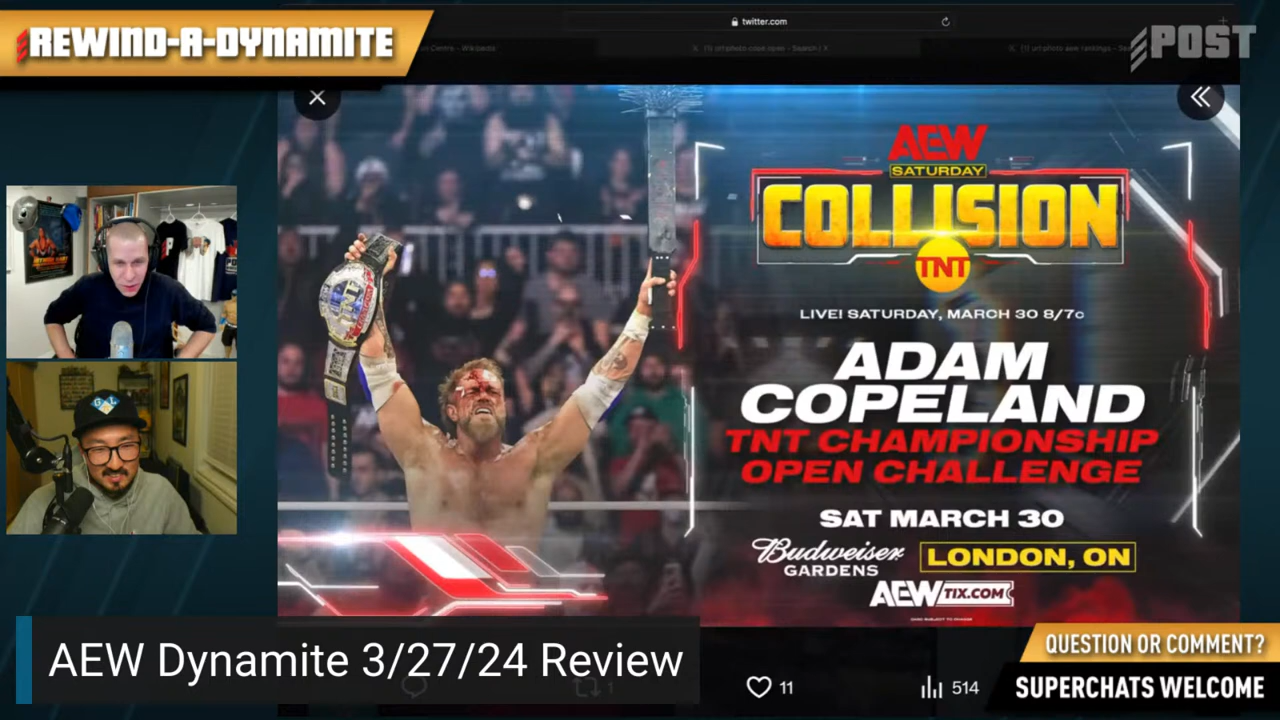 REWIND-A-DYNAMITE
twitter.com
POST
AEW
SATURDAY
COLLISION
TNT
LIVE! SATURDAY, MARCH 30 8/7c
ADAM
COPELAND
TNT CHAMPIONSHIP
OPEN CHALLENGE
SAT MARCH 30
Budweiser
GARDENS
LONDON, ON
AEWTIX.COM
AEW Dynamite 3/27/24 Review
1
11
514
QUESTION OR COMMENT?
SUPERCHATS WELCOME